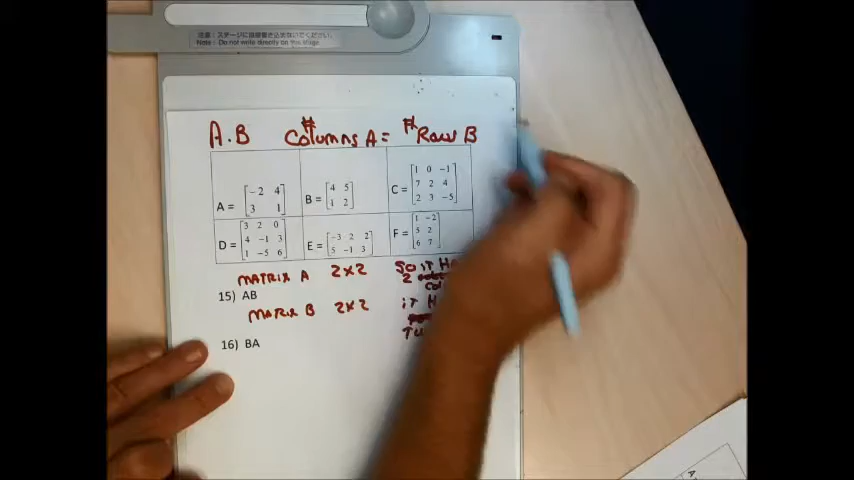 注意：ステージに直接書き込まないでください。
Note : Do not write directly on the stage.
A.B # Columns A = # Row B
A = [-2 4; 3 1] B = [4 5; 1 2] C = [1 0 -1; 7 2 4; 2 3 -5]
D = [3 2 0; 4 -1 3; 1 -5 6] E = [-3 2 2; 5 -1 3] F = [1 -2; 5 2; 6 7]
MATRIX A 2x2 So iT
2
15) AB
MATRIX B 2x2 iT
16) BA